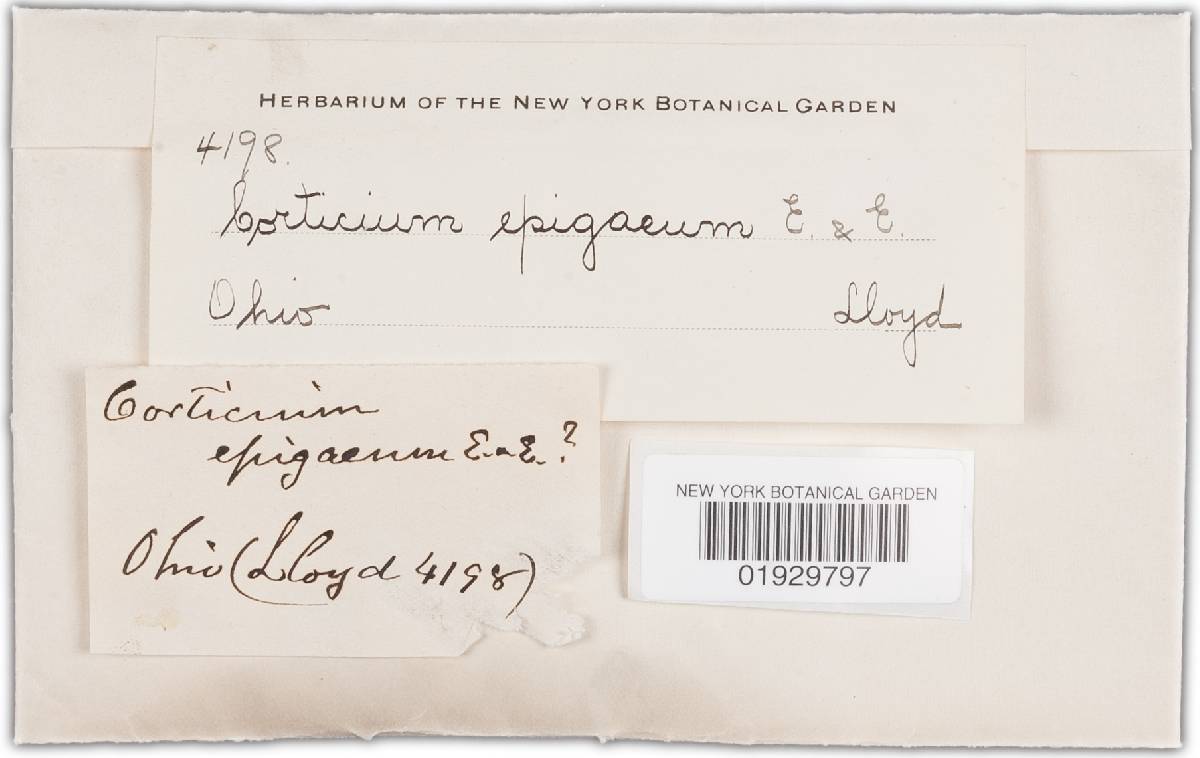 HERBARIUM OF THE NEW YORK BOTANICAL GARDEN
4198.
Corticium epigaeum E. & E.
Ohio Lloyd
Corticium
epigaeum E. & E. ?
Ohio (Lloyd 4198)
NEW YORK BOTANICAL GARDEN
01929797